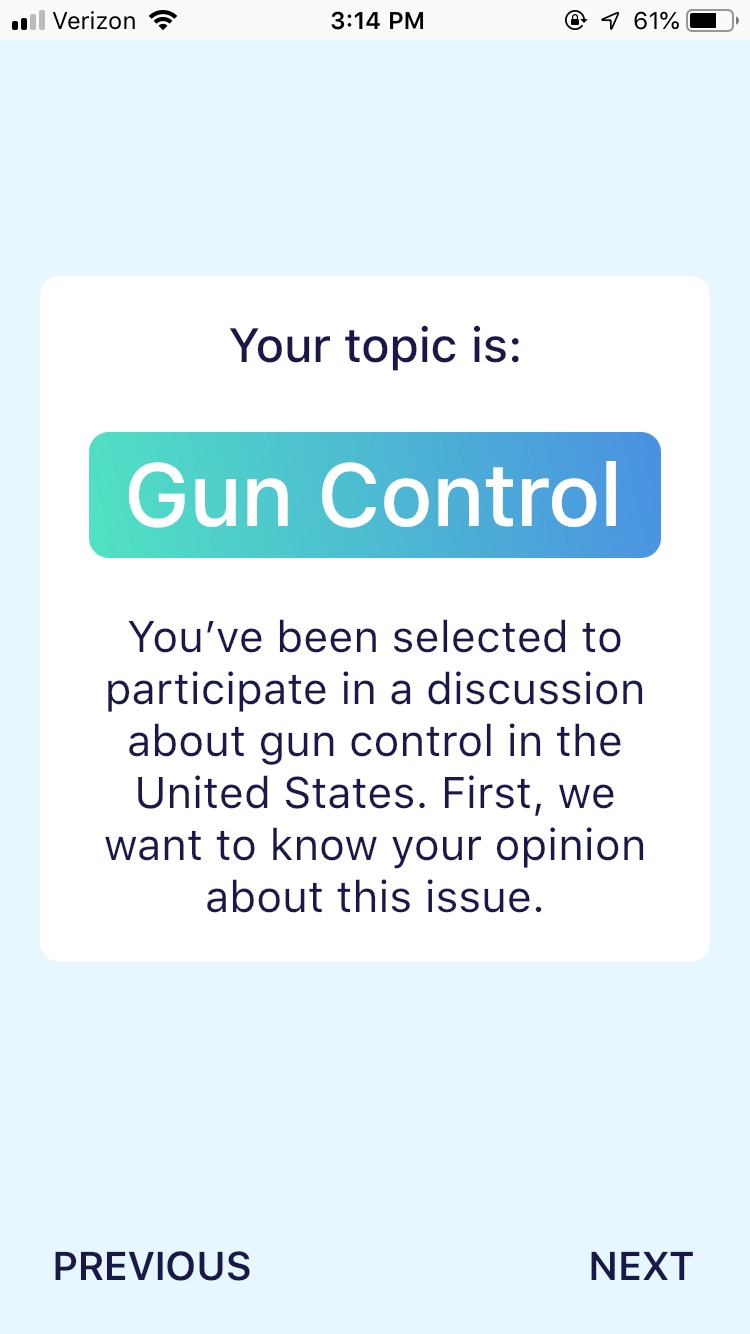 Verizon 3:14 PM 61%
Your topic is:
Gun Control
You’ve been selected to
participate in a discussion
about gun control in the
United States. First, we
want to know your opinion
about this issue.
PREVIOUS NEXT